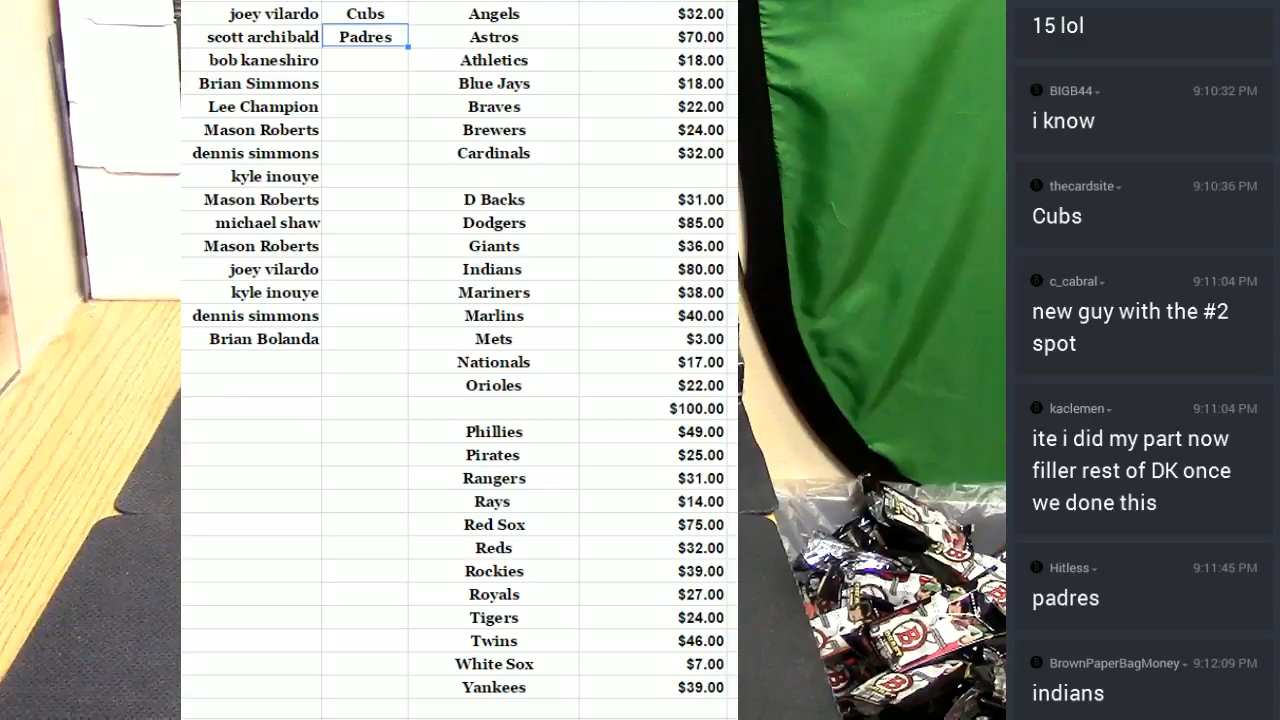 joey vilardo Cubs Angels $32.00
scott archibald Padres Astros $70.00
bob kaneshiro Athletics $18.00
Brian Simmons Blue Jays $18.00
Lee Champion Braves $22.00
Mason Roberts Brewers $24.00
dennis simmons Cardinals $32.00
kyle inouye
Mason Roberts D Backs $31.00
michael shaw Dodgers $85.00
Mason Roberts Giants $36.00
joey vilardo Indians $80.00
kyle inouye Mariners $38.00
dennis simmons Marlins $40.00
Brian Bolanda Mets $3.00
Nationals $17.00
Orioles $22.00
$100.00
Phillies $49.00
Pirates $25.00
Rangers $31.00
Rays $14.00
Red Sox $75.00
Reds $32.00
Rockies $39.00
Royals $27.00
Tigers $24.00
Twins $46.00
White Sox $7.00
Yankees $39.00
15 lol
BIGB44 9:10:32 PM
i know
thecardsite 9:10:36 PM
Cubs
c_cabral 9:11:04 PM
new guy with the #2
spot
kaclemen 9:11:04 PM
ite i did my part now
filler rest of DK once
we done this
Hitless 9:11:45 PM
padres
BrownPaperBagMoney 9:12:09 PM
indians